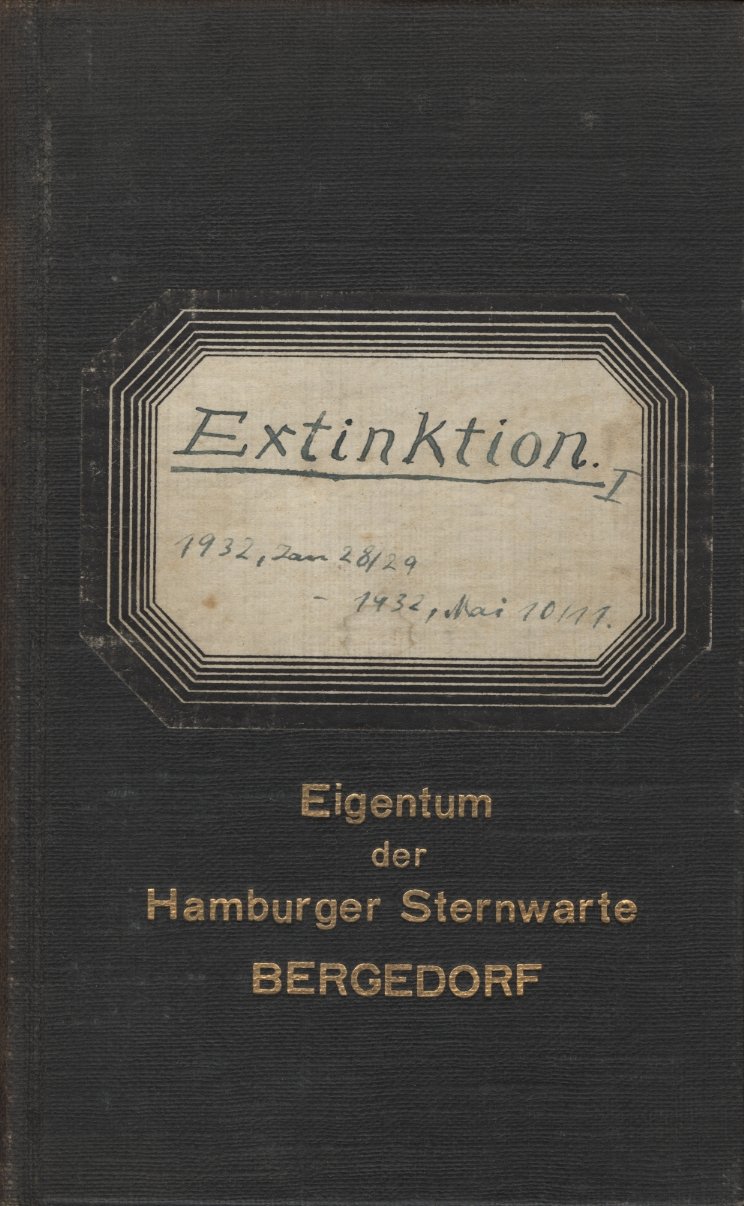 Extinktion.
I
1932, Jan 28/29
- 1932, Mai 10/11.
Eigentum
der
Hamburger Sternwarte
BERGEDORF